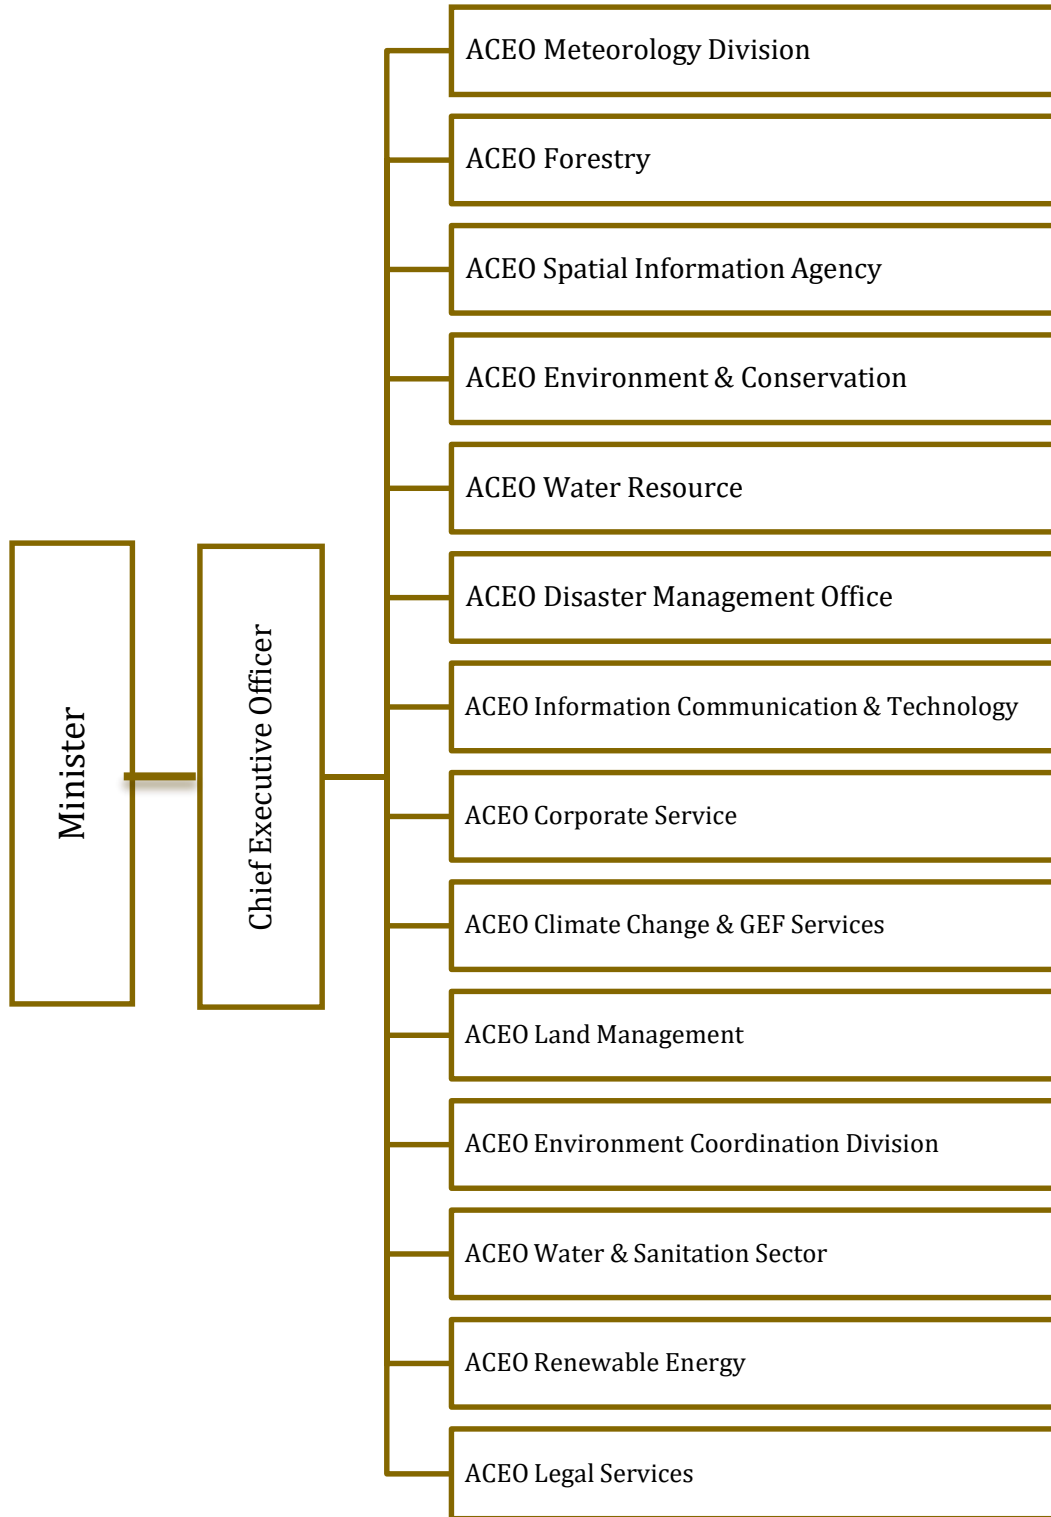 Minister
Chief Executive Officer
ACEO Meteorology Division
ACEO Forestry
ACEO Spatial Information Agency
ACEO Environment & Conservation
ACEO Water Resource
ACEO Disaster Management Office
ACEO Information Communication & Technology
ACEO Corporate Service
ACEO Climate Change & GEF Services
ACEO Land Management
ACEO Environment Coordination Division
ACEO Water & Sanitation Sector
ACEO Renewable Energy
ACEO Legal Services